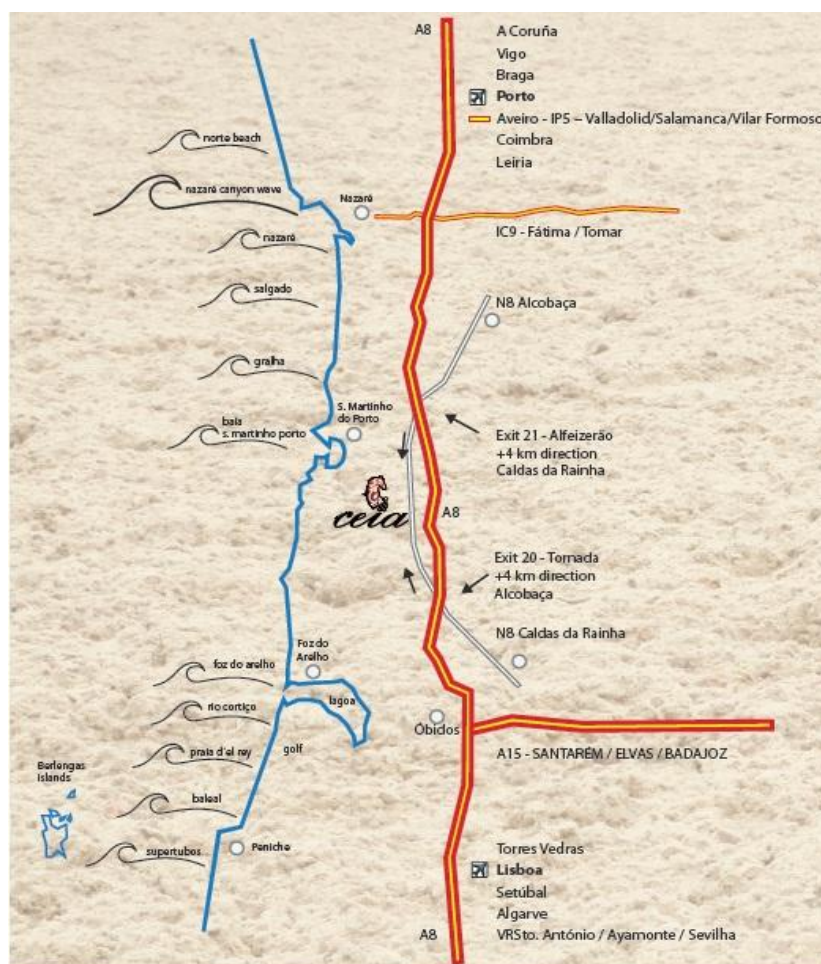 A8
A Coruña
Vigo
Braga
Porto
Aveiro - IP5 – Valladolid/Salamanca/Vilar Formoso
Coimbra
Leiria
norte beach
nazaré canyon wave
Nazaré
IC9 - Fátima / Tomar
nazaré
salgado
N8 Alcobaça
gralha
S. Martinho
do Porto
baía
s. martinho porto
Exit 21 - Alfeizerão
+4 km direction
Caldas da Rainha
ceia
A8
Exit 20 - Tornada
+4 km direction
Alcobaça
N8 Caldas da Rainha
Foz do
Arelho
foz do arelho
lagoa
rio cortiço
Óbidos
golf
praia d'el rey
A15 - SANTARÉM / ELVAS / BADAJOZ
Berlengas
Islands
baleal
supertubos
Peniche
Torres Vedras
Lisboa
Setúbal
Algarve
A8
VRSto. António / Ayamonte / Sevilha